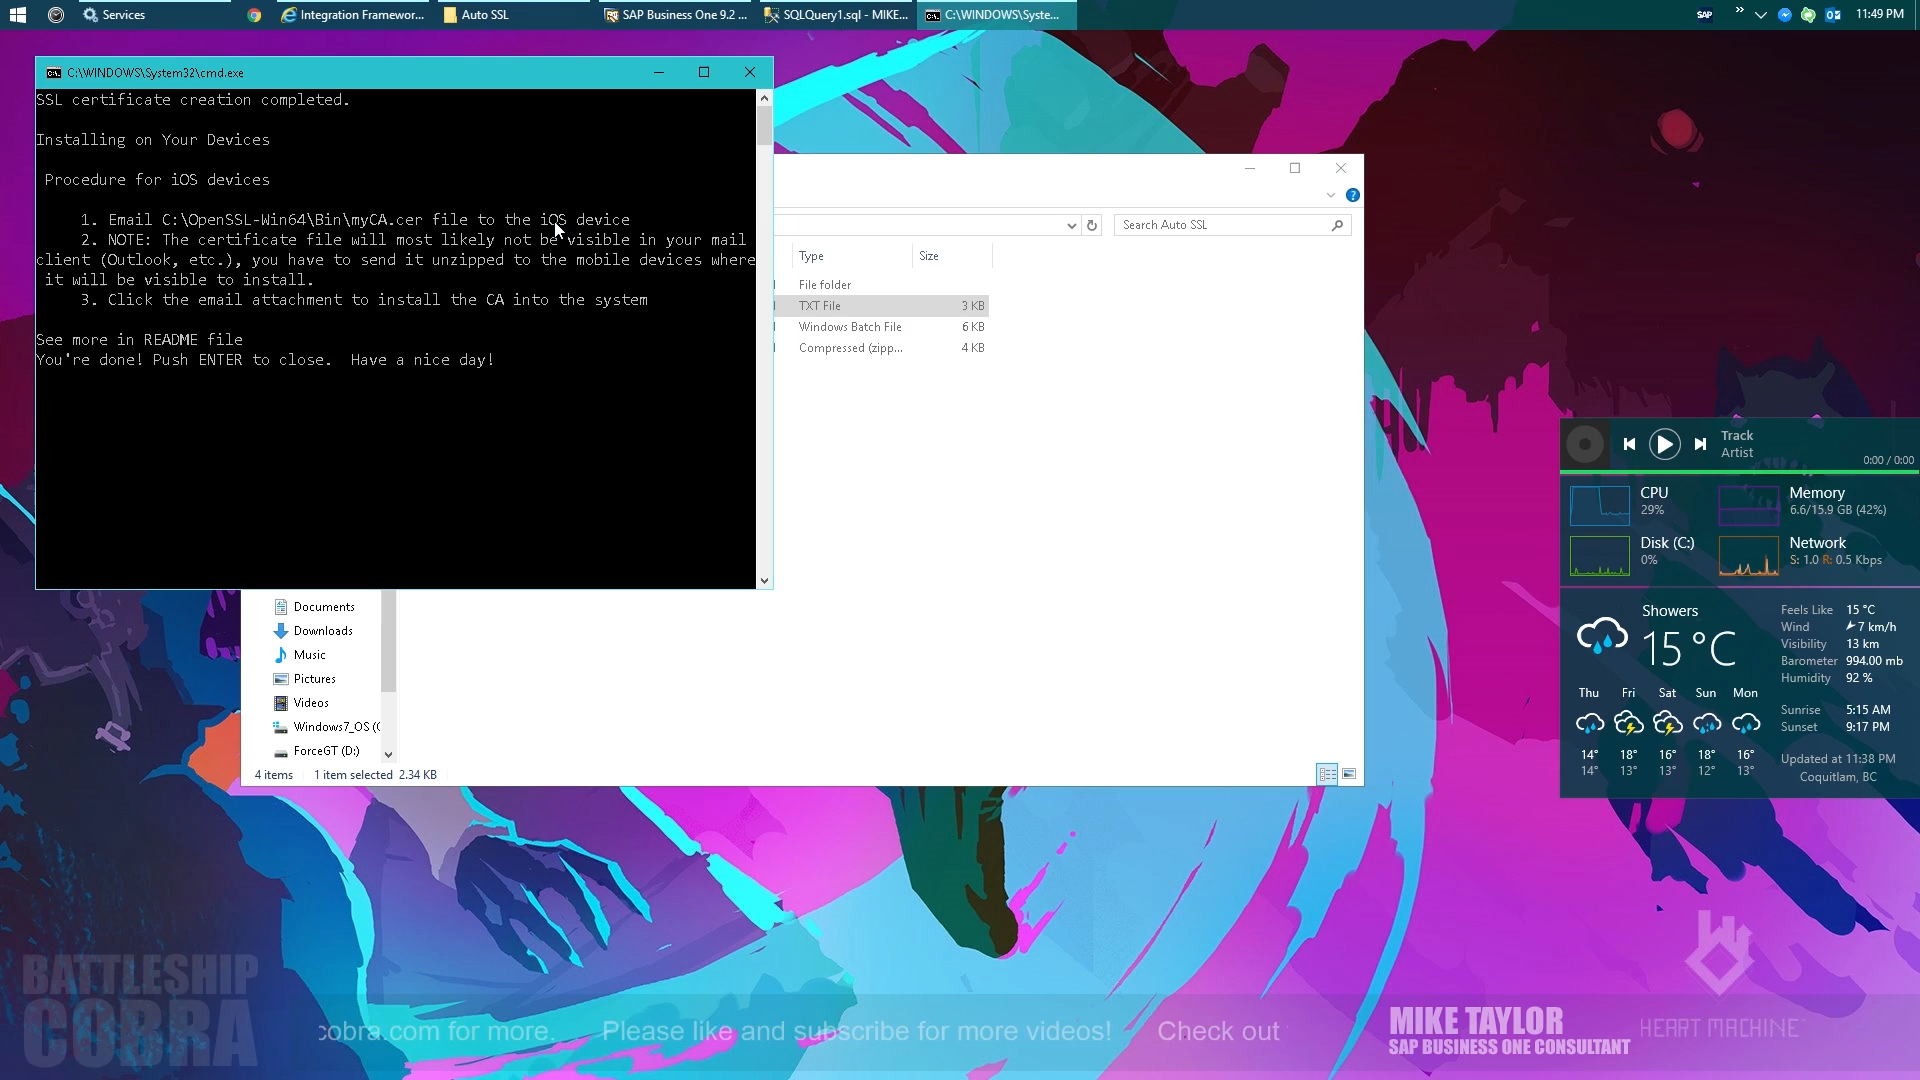 Services
Integration Framewor...
Auto SSL
SAP Business One 9.2 ...
SQLQuery1.sql - MIKE...
C:\WINDOWS\Syste...
SAP
11:49 PM
C:\WINDOWS\System32\cmd.exe
SSL certificate creation completed.
Installing on Your Devices
Procedure for iOS devices
1. Email C:\OpenSSL-Win64\Bin\myCA.cer file to the iOS device
2. NOTE: The certificate file will most likely not be visible in your mail
client (Outlook, etc.), you have to send it unzipped to the mobile devices where
it will be visible to install.
3. Click the email attachment to install the CA into the system
See more in README file
You're done! Push ENTER to close. Have a nice day!
Search Auto SSL
Type Size
File folder
TXT File 3 KB
Windows Batch File 6 KB
Compressed (zipp... 4 KB
Documents
Downloads
Music
Pictures
Videos
Windows7_OS (C
ForceGT (D:)
4 items 1 item selected 2.34 KB
Track
Artist
0:00 / 0:00
CPU
29%
Memory
6.6/15.9 GB (42%)
Disk (C:)
0%
Network
S: 1.0 R: 0.5 Kbps
Showers
15 °C
Feels Like 15 °C
Wind 7 km/h
Visibility 13 km
Barometer 994.00 mb
Humidity 92 %
Thu Fri Sat Sun Mon
14° 18° 16° 18° 16°
14° 13° 13° 12° 13°
Sunrise 5:15 AM
Sunset 9:17 PM
Updated at 11:38 PM
Coquitlam, BC
BATTLESHIP
COBRA
cobra.com for more. Please like and subscribe for more videos! Check out
MIKE TAYLOR
SAP BUSINESS ONE CONSULTANT
HEART MACHINE